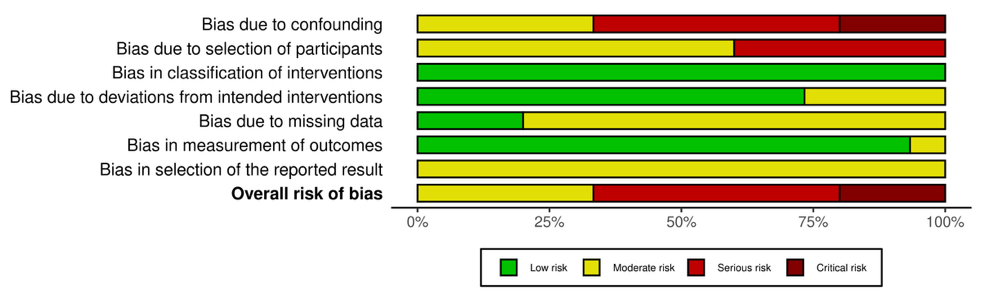 Bias due to confounding
Bias due to selection of participants
Bias in classification of interventions
Bias due to deviations from intended interventions
Bias due to missing data
Bias in measurement of outcomes
Bias in selection of the reported result
Overall risk of bias
0% 25% 50% 75% 100%
Low risk Moderate risk Serious risk Critical risk